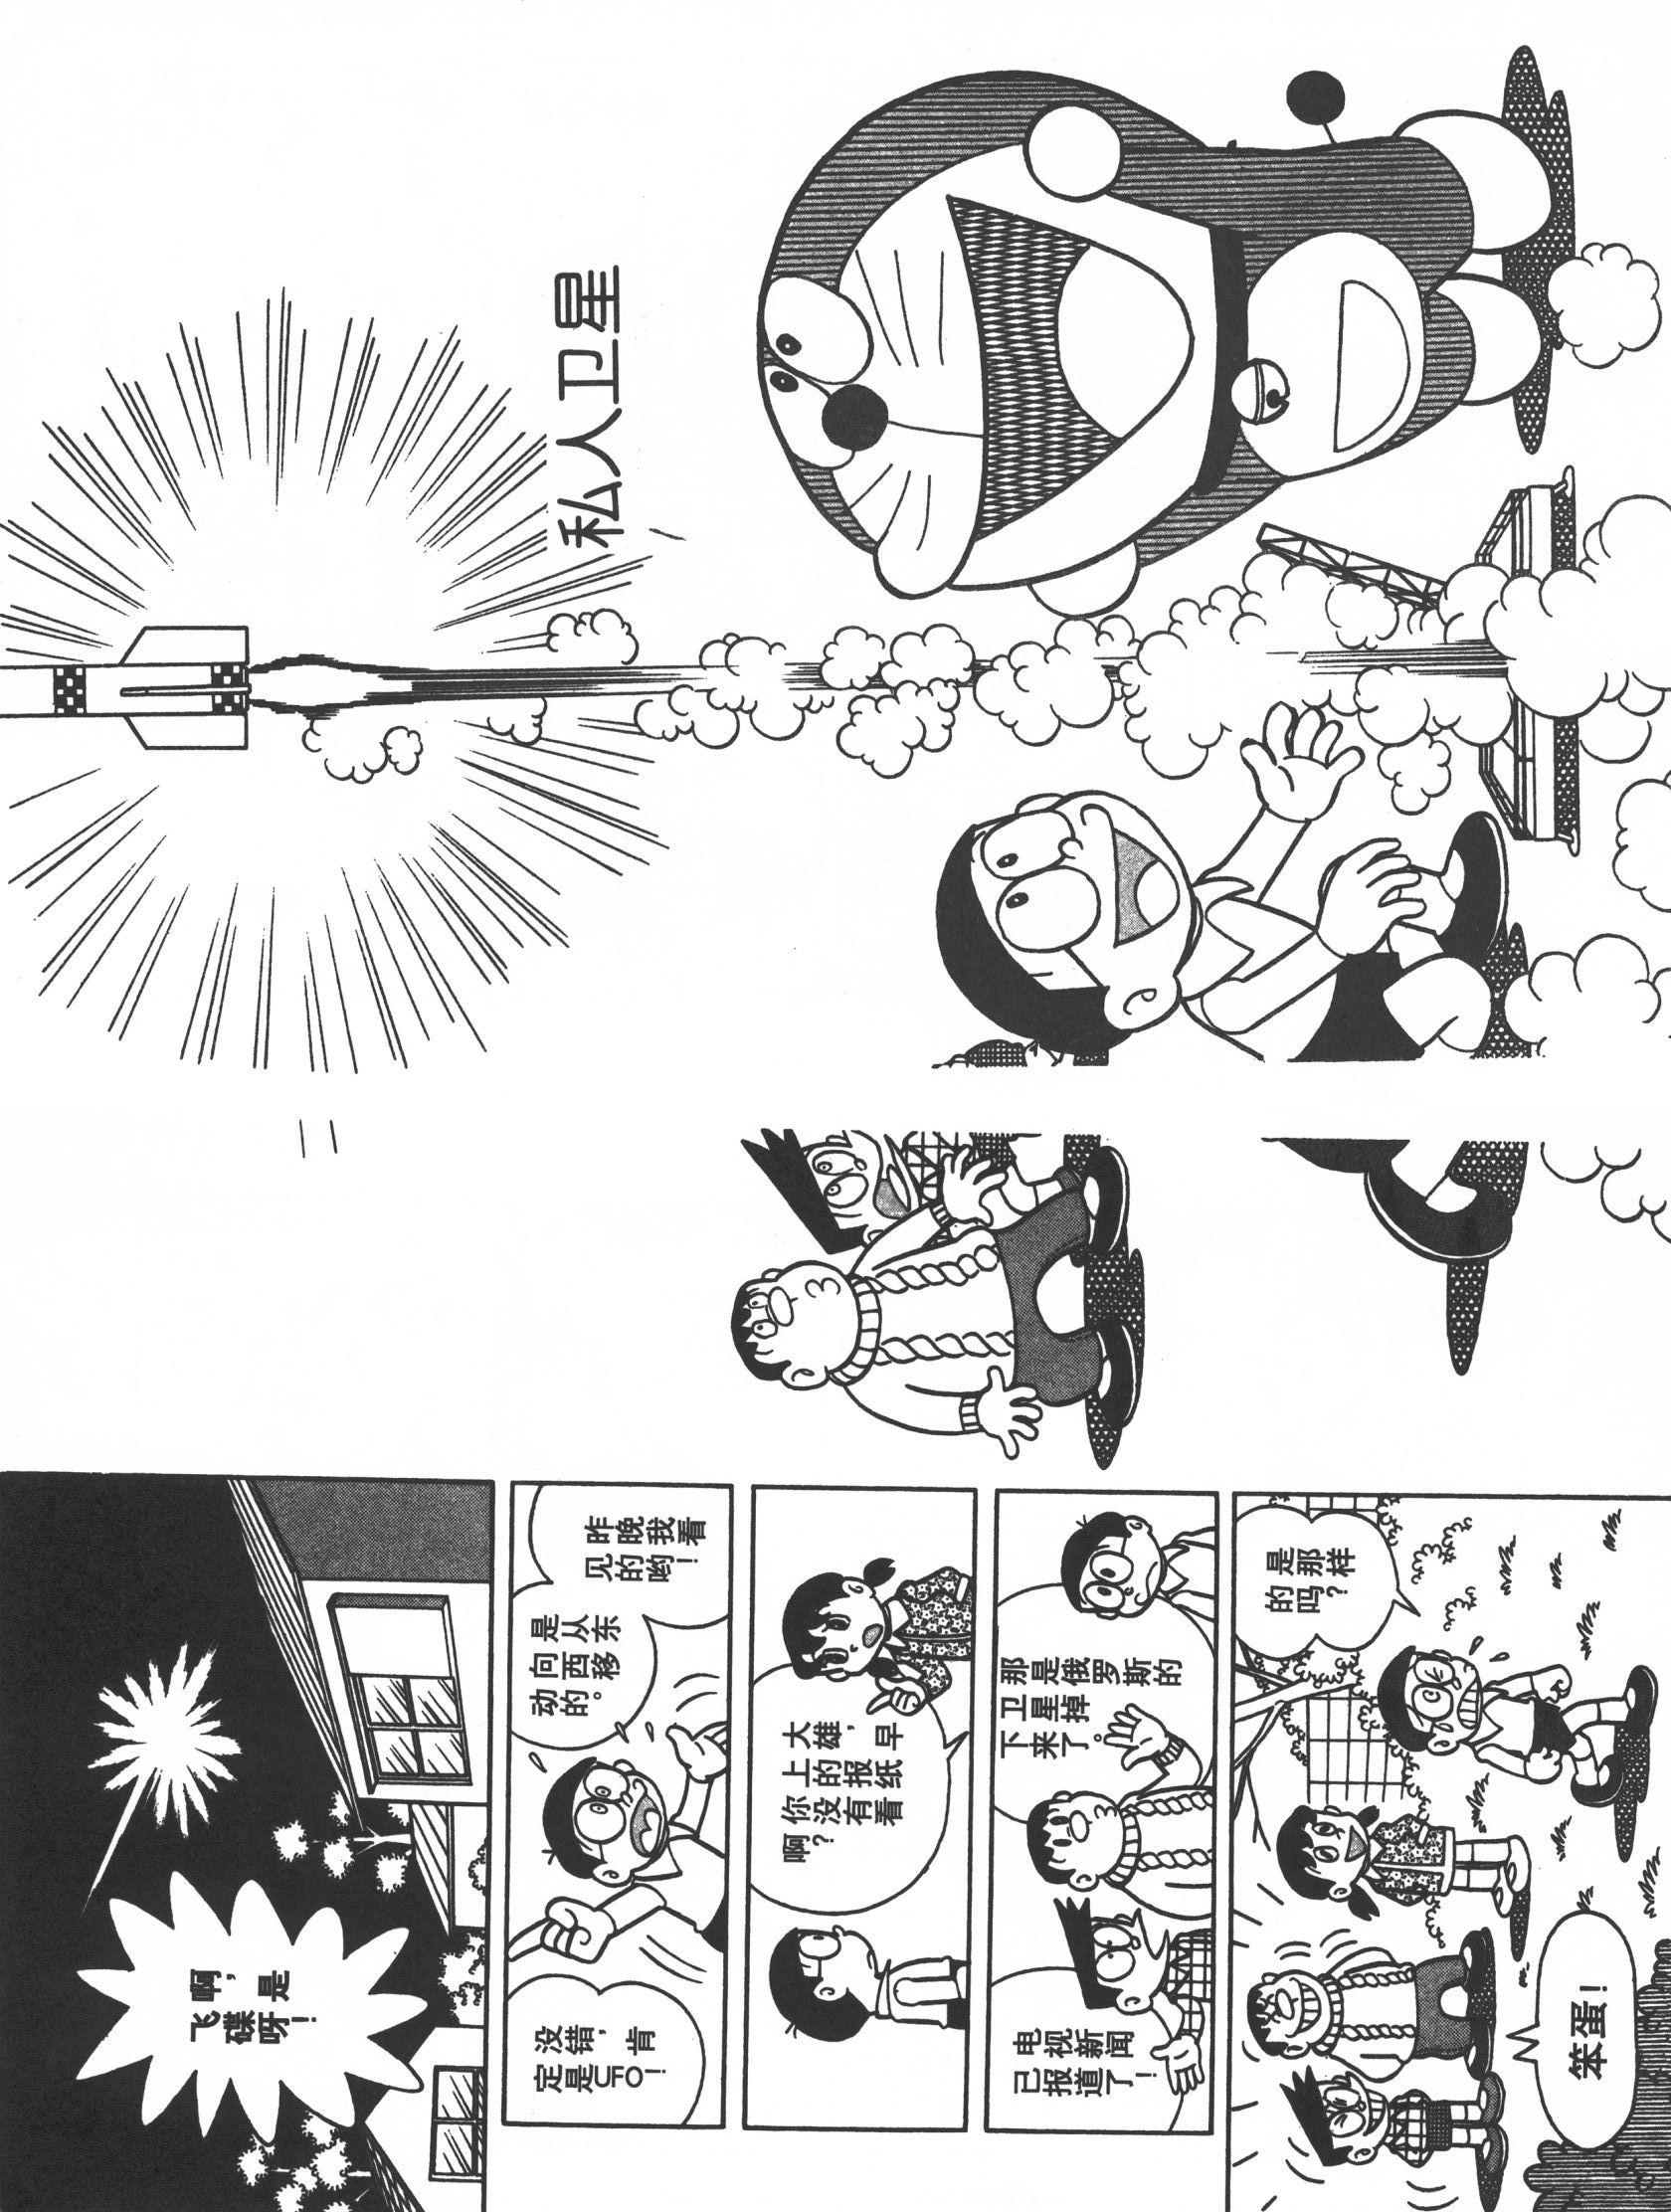 私人卫星
啊，是
飞碟呀！
昨晚我看
见的哟！
是从东
向西移
动的。
没错，肯
定是UFO！
大雄，早
上的报纸
你没有看
啊？
那是俄罗斯的
卫星掉
下来了。
电视新闻
已报道了！
是那样
的吗？
笨蛋！